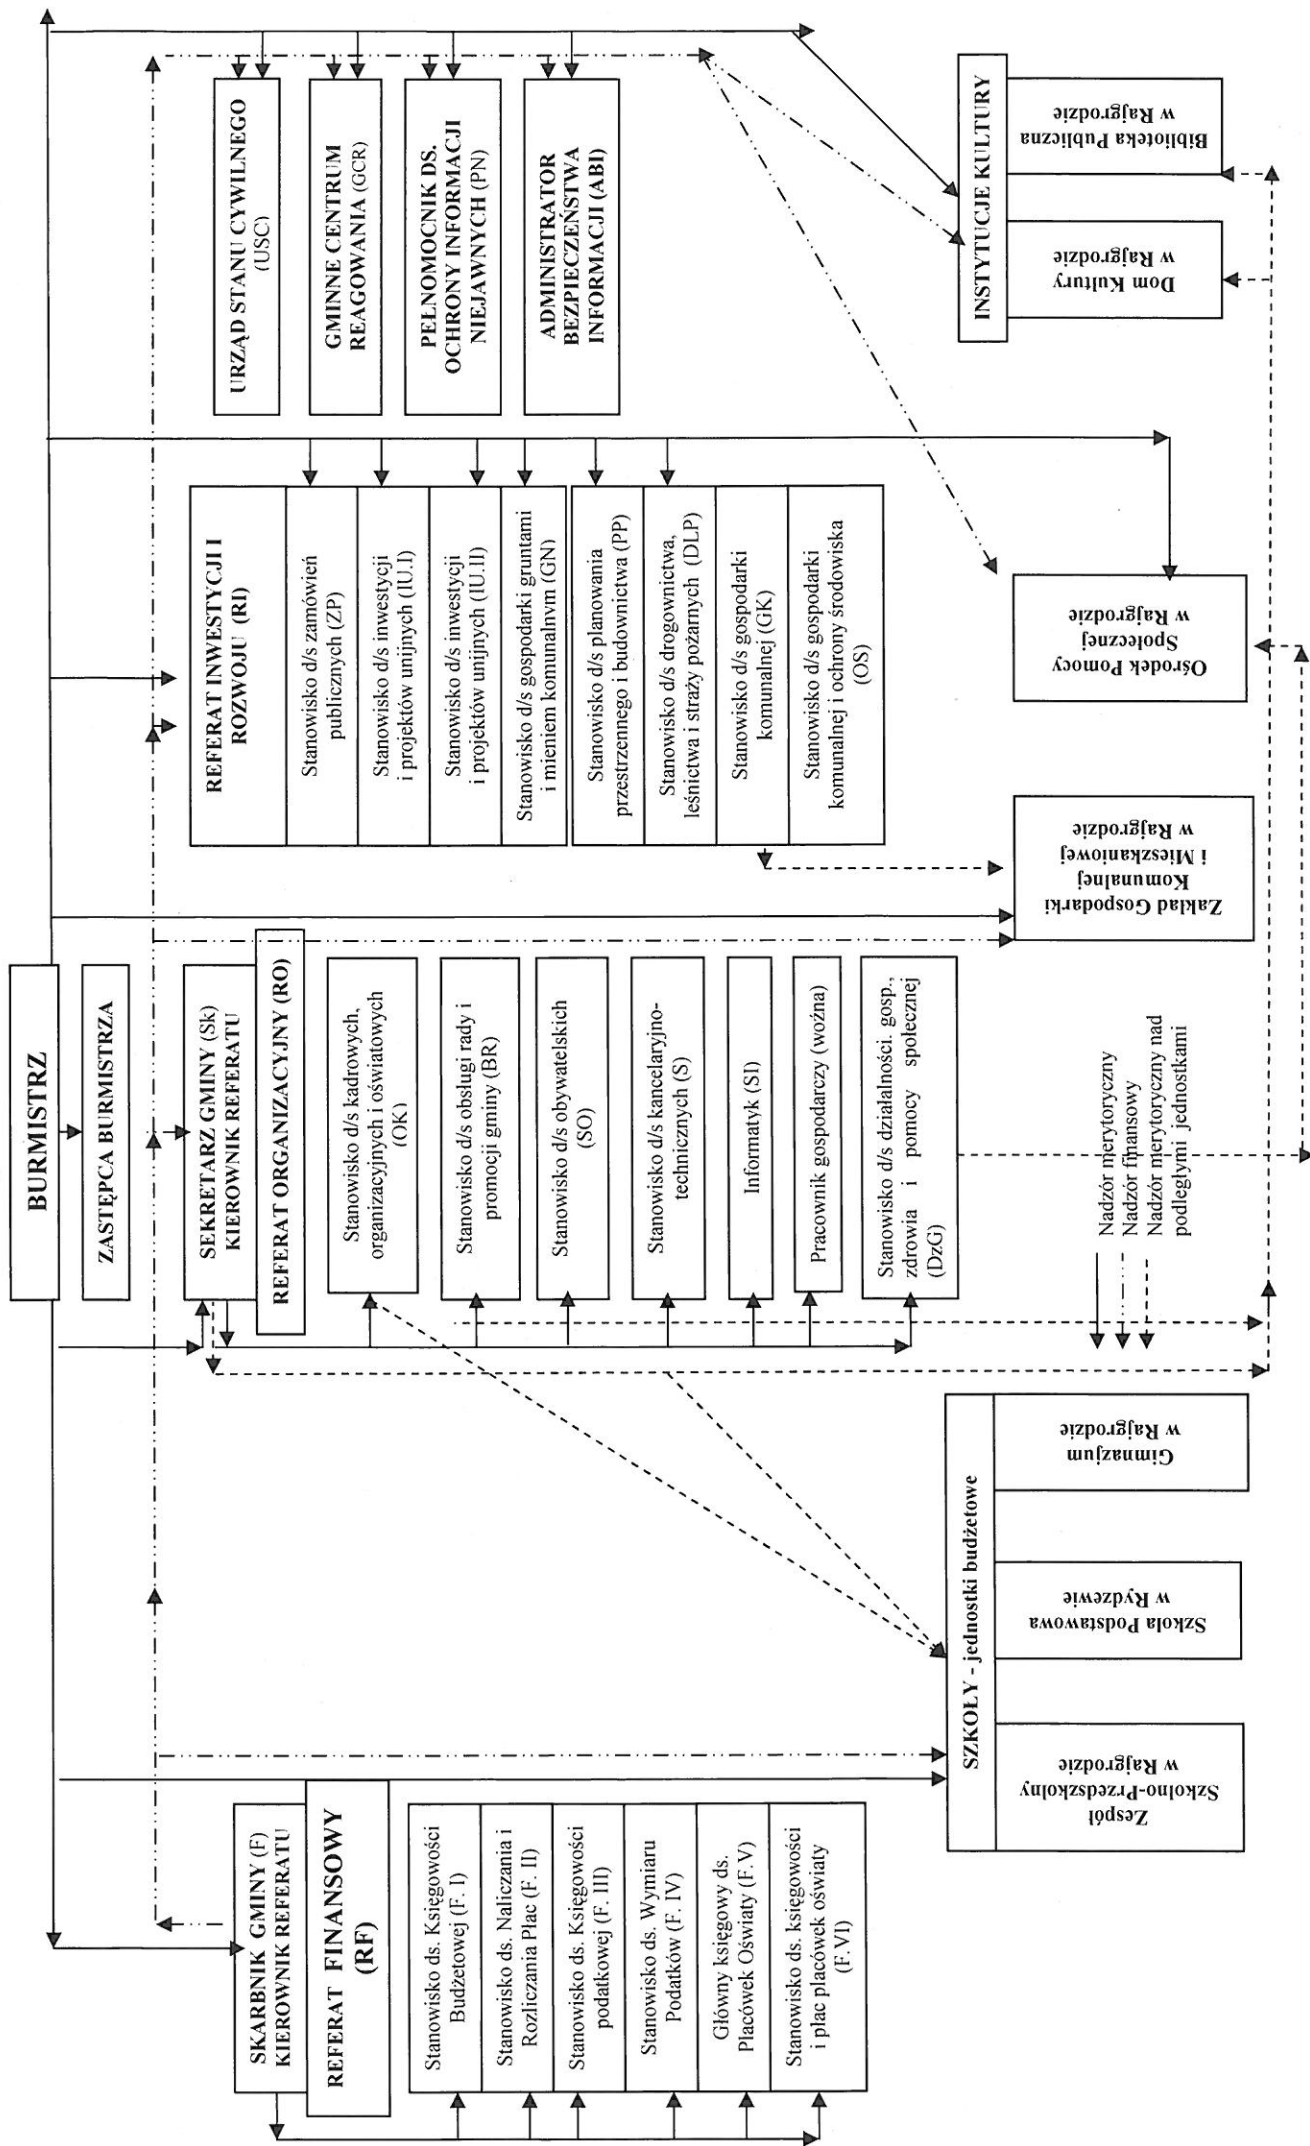 BURMISTRZ
ZASTĘPCA BURMISTRZA
SKARBNIK GMINY (F)
KIEROWNIK REFERATU
REFERAT FINANSOWY
(RF)
Stanowisko ds. Księgowości
Budżetowej (F. I)
Stanowisko ds. Naliczania i
Rozliczania Płac (F. II)
Stanowisko ds. Księgowości
podatkowej (F. III)
Stanowisko ds. Wymiaru
Podatków (F. IV)
Główny księgowy ds.
Placówek Oświaty (F.V)
Stanowisko ds. księgowości
i płac placówek oświaty
(F.VI)
SEKRETARZ GMINY (Sk)
KIEROWNIK REFERATU
REFERAT ORGANIZACYJNY (RO)
Stanowisko d/s kadrowych,
organizacyjnych i oświatowych
(OK)
Stanowisko d/s obsługi rady i
promocji gminy (BR)
Stanowisko d/s obywatelskich
(SO)
Stanowisko d/s kancelaryjno-
technicznych (S)
Informatyk (SI)
Pracownik gospodarczy (woźna)
Stanowisko d/s działalności. gosp.,
zdrowia i pomocy społecznej
(DzG)
REFERAT INWESTYCJI I
ROZWOJU (RI)
Stanowisko d/s zamówień
publicznych (ZP)
Stanowisko d/s inwestycji
i projektów unijnych (IU.I)
Stanowisko d/s inwestycji
i projektów unijnych (IU.II)
Stanowisko d/s gospodarki gruntami
i mieniem komunalnym (GN)
Stanowisko d/s planowania
przestrzennego i budownictwa (PP)
Stanowisko d/s drogownictwa,
leśnictwa i straży pożarnych (DLP)
Stanowisko d/s gospodarki
komunalnej (GK)
Stanowisko d/s gospodarki
komunalnej i ochrony środowiska
(OS)
URZĄD STANU CYWILNEGO
(USC)
GMINNE CENTRUM
REAGOWANIA (GCR)
PEŁNOMOCNIK DS.
OCHRONY INFORMACJI
NIEJAWNYCH (PN)
ADMINISTRATOR
BEZPIECZEŃSTWA
INFORMACJI (ABI)
SZKOŁY - jednostki budżetowe
Zespół
Szkolno-Przedszkolny
w Rajgrodzie
Szkoła Podstawowa
w Rydzewie
Gimnazjum
w Rajgrodzie
Nadzór merytoryczny
Nadzór finansowy
Nadzór merytoryczny nad
podległymi jednostkami
Zakład Gospodarki
Komunalnej
i Mieszkaniowej
w Rajgrodzie
Ośrodek Pomocy
Społecznej
w Rajgrodzie
INSTYTUCJE KULTURY
Dom Kultury
w Rajgrodzie
Biblioteka Publiczna
w Rajgrodzie